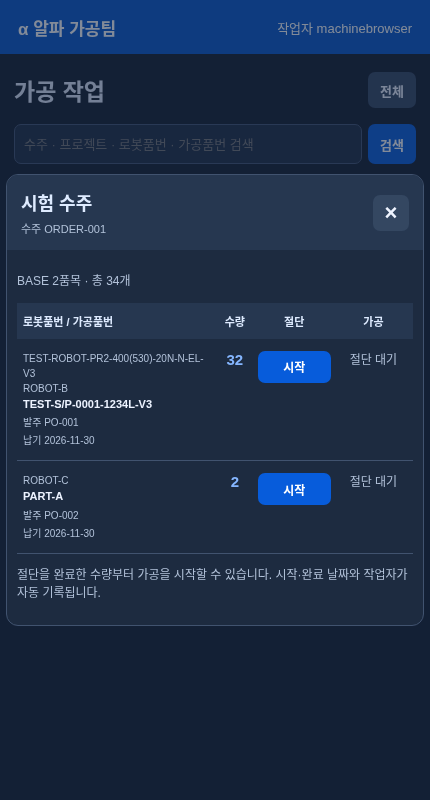 α 알파 가공팀
작업자 machinebrowser
가공 작업
전체
수주 · 프로젝트 · 로봇품번 · 가공품번 검색
검색
시험 수주
수주 ORDER-001
×
BASE 2품목 · 총 34개
로봇품번 / 가공품번 수량 절단 가공
TEST-ROBOT-PR2-400(530)-20N-N-EL-
V3
ROBOT-B
TEST-S/P-0001-1234L-V3
발주 PO-001
납기 2026-11-30
32
시작
절단 대기
ROBOT-C
PART-A
발주 PO-002
납기 2026-11-30
2
시작
절단 대기
절단을 완료한 수량부터 가공을 시작할 수 있습니다. 시작·완료 날짜와 작업자가
자동 기록됩니다.